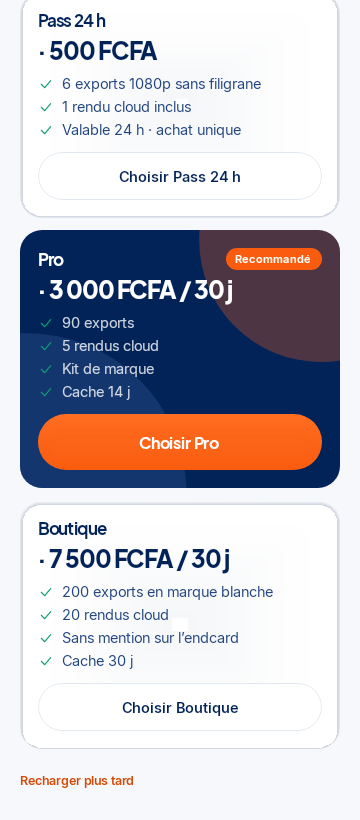 Pass 24 h
· 500 FCFA
6 exports 1080p sans filigrane
1 rendu cloud inclus
Valable 24 h · achat unique
Choisir Pass 24 h
Pro
Recommandé
· 3 000 FCFA / 30 j
90 exports
5 rendus cloud
Kit de marque
Cache 14 j
Choisir Pro
Boutique
· 7 500 FCFA / 30 j
200 exports en marque blanche
20 rendus cloud
Sans mention sur l’endcard
Cache 30 j
Choisir Boutique
Recharger plus tard